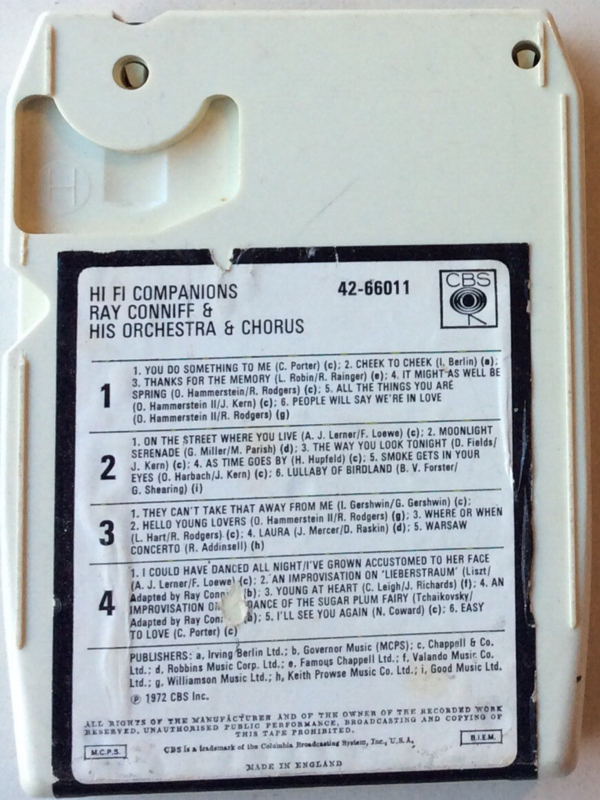 H
HI FI COMPANIONS
RAY CONNIFF &
HIS ORCHESTRA & CHORUS
42-66011
CBS
1
1. YOU DO SOMETHING TO ME (C. Porter) (c); 2. CHEEK TO CHEEK (I. Berlin) (a);
3. THANKS FOR THE MEMORY (L. Robin/R. Rainger) (e); 4. IT MIGHT AS WELL BE
SPRING (O. Hammerstein/R. Rodgers) (c); 5. ALL THE THINGS YOU ARE
(O. Hammerstein II/J. Kern) (c); 6. PEOPLE WILL SAY WE'RE IN LOVE
(O. Hammerstein II/R. Rodgers) (g)
2
1. ON THE STREET WHERE YOU LIVE (A. J. Lerner/F. Loewe) (c); 2. MOONLIGHT
SERENADE (G. Miller/M. Parish) (d); 3. THE WAY YOU LOOK TONIGHT (D. Fields/
J. Kern) (c); 4. AS TIME GOES BY (H. Hupfeld) (c); 5. SMOKE GETS IN YOUR
EYES (O. Harbach/J. Kern) (c); 6. LULLABY OF BIRDLAND (B. V. Forster/
G. Shearing) (i)
3
1. THEY CAN'T TAKE THAT AWAY FROM ME (I. Gershwin/G. Gershwin) (c);
2. HELLO YOUNG LOVERS (O. Hammerstein II/R. Rodgers) (g); 3. WHERE OR WHEN
(L. Hart/R. Rodgers) (c); 4. LAURA (J. Mercer/D. Raskin) (d); 5. WARSAW
CONCERTO (R. Addinsell) (h)
4
1. I COULD HAVE DANCED ALL NIGHT/I'VE GROWN ACCUSTOMED TO HER FACE
(A. J. Lerner/F. Loewe) (c); 2. AN IMPROVISATION ON 'LIEBERSTRAUM' (Liszt/
Adapted by Ray (b); 3. YOUNG AT HEART (C. Leigh/J. Richards) (f); 4. AN
IMPROVISATION DANCE OF THE SUGAR PLUM FAIRY (Tchaikovsky/
Adapted by Ray (b); 5. I'LL SEE YOU AGAIN (N. Coward) (c); 6. EASY
TO LOVE (C. Porter) (c)
PUBLISHERS: a, Irving Berlin Ltd.; b, Governor Music (MCPS); c, Chappell & Co.
Ltd.; d, Robbins Music Corp. Ltd.; e, Famous Chappell Ltd.; f, Valando Music Co.
Ltd.; g, Williamson Music Ltd.; h, Keith Prowse Music Co. Ltd.; i, Good Music Ltd.
℗ 1972 CBS Inc.
ALL RIGHTS OF THE MANUFACTURER AND OF THE OWNER OF THE RECORDED WORK
RESERVED, UNAUTHORISED PUBLIC PERFORMANCE, BROADCASTING AND COPYING OF
THIS TAPE PROHIBITED.
M.C.P.S.
CBS is a trademark of the Columbia Broadcasting System, Inc., U.S.A.
B.I.E.M.
MADE IN ENGLAND